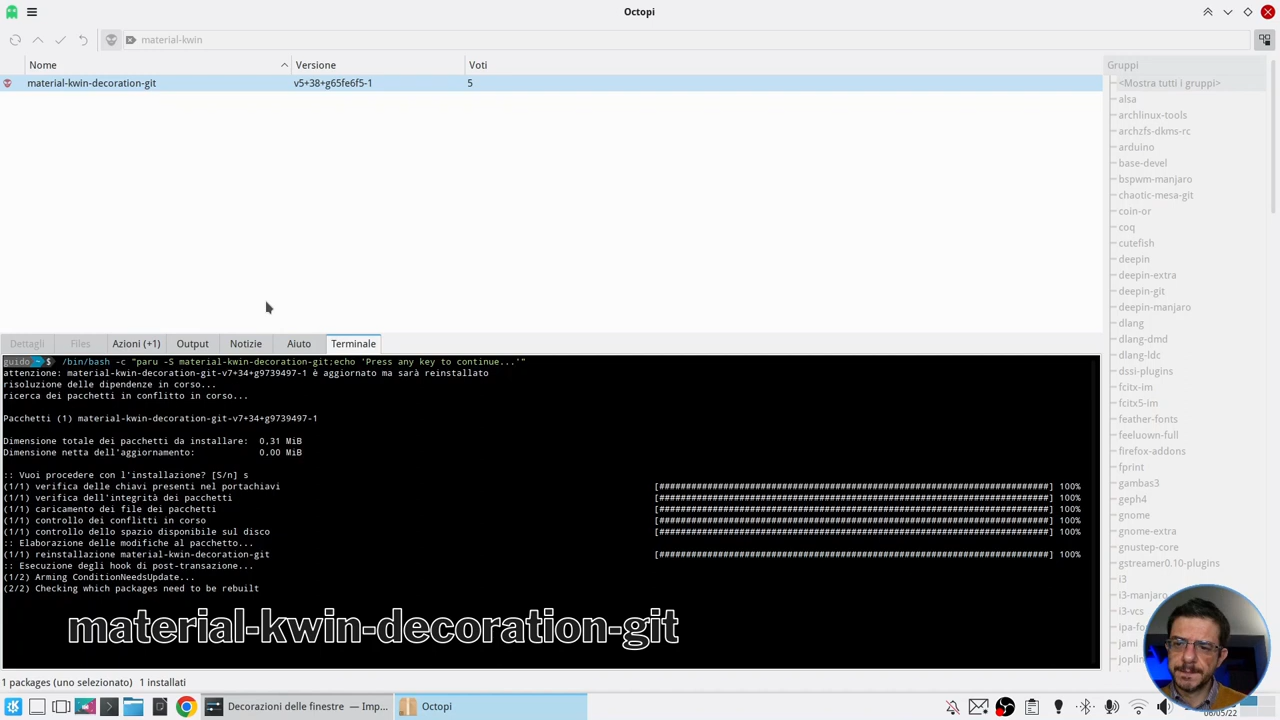 Octopi
material-kwin
Nome Versione Voti
material-kwin-decoration-git v5+38+g65fe6f5-1 5
Gruppi
<Mostra tutti i gruppi>
alsa
archlinux-tools
archzfs-dkms-rc
arduino
base-devel
bspwm-manjaro
chaotic-mesa-git
coin-or
coq
cutefish
deepin
deepin-extra
deepin-git
deepin-manjaro
dlang
dlang-dmd
dlang-ldc
dssi-plugins
fcitx-im
fcitx5-im
feather-fonts
feeluown-full
firefox-addons
fprint
gambas3
geph4
gnome
gnome-extra
gnustep-core
gstreamer0.10-plugins
i3
i3-manja
i3-vcs
ipa-fo
jami
joplin
Dettagli Files Azioni (+1) Output Notizie Aiuto Terminale
guido ~ $ /bin/bash -c "paru -S material-kwin-decoration-git;echo 'Press any key to continue...'"
attenzione: material-kwin-decoration-git-v7+34+g9739497-1 è aggiornato ma sarà reinstallato
risoluzione delle dipendenze in corso...
ricerca dei pacchetti in conflitto in corso...
Pacchetti (1) material-kwin-decoration-git-v7+34+g9739497-1
Dimensione totale dei pacchetti da installare: 0,31 MiB
Dimensione netta dell'aggiornamento: 0,00 MiB
:: Vuoi procedere con l'installazione? [S/n] s
(1/1) verifica delle chiavi presenti nel portachiavi [######################################################################] 100%
(1/1) verifica dell'integrità dei pacchetti [######################################################################] 100%
(1/1) caricamento dei file dei pacchetti [######################################################################] 100%
(1/1) controllo dei conflitti in corso [######################################################################] 100%
(1/1) controllo dello spazio disponibile sul disco [######################################################################] 100%
:: Elaborazione delle modifiche al pacchetto...
(1/1) reinstallazione material-kwin-decoration-git [######################################################################] 100%
:: Esecuzione degli hook di post-transazione...
(1/2) Arming ConditionNeedsUpdate...
(2/2) Checking which packages need to be rebuilt
material-kwin-decoration-git
1 packages (uno selezionato) 1 installati
Decorazioni delle finestre — Imp... Octopi
06/05/22